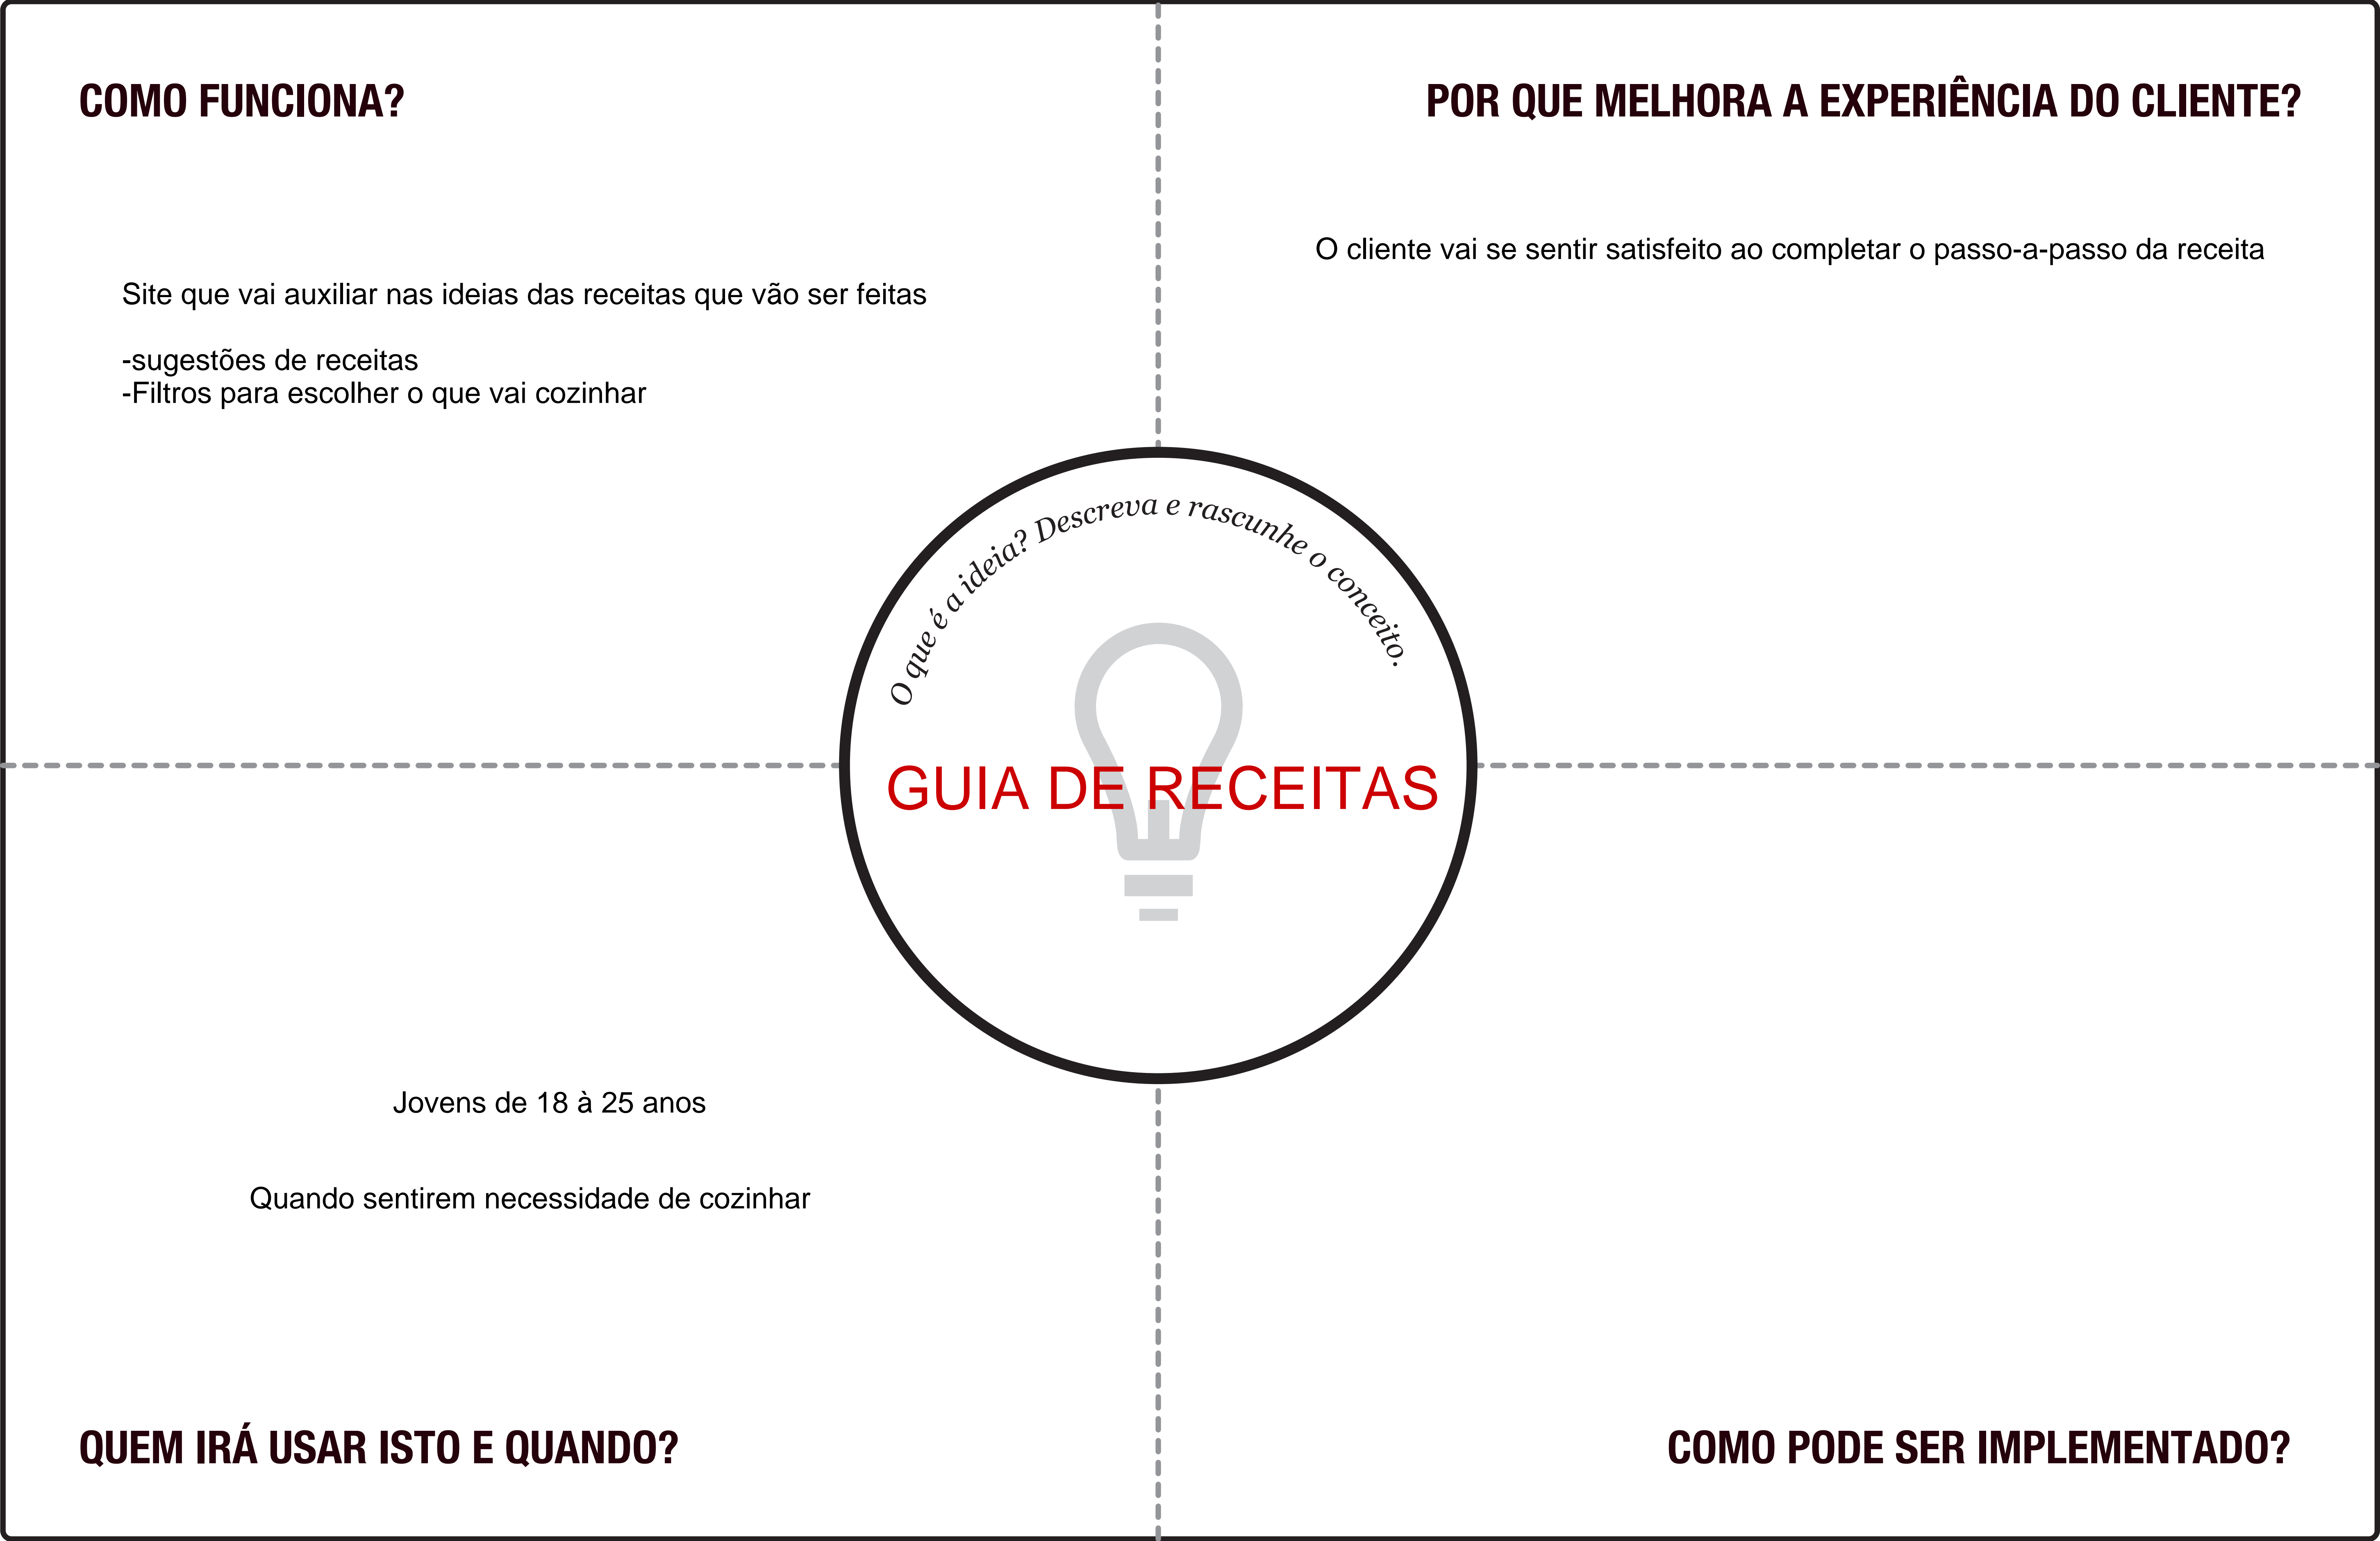 COMO FUNCIONA?
POR QUE MELHORA A EXPERIÊNCIA DO CLIENTE?
Site que vai auxiliar nas ideias das receitas que vão ser feitas
-sugestões de receitas
-Filtros para escolher o que vai cozinhar
O cliente vai se sentir satisfeito ao completar o passo-a-passo da receita
O que é a ideia? Descreva e rascunhe o conceito.
GUIA DE RECEITAS
Jovens de 18 à 25 anos
Quando sentirem necessidade de cozinhar
QUEM IRÁ USAR ISTO E QUANDO?
COMO PODE SER IMPLEMENTADO?